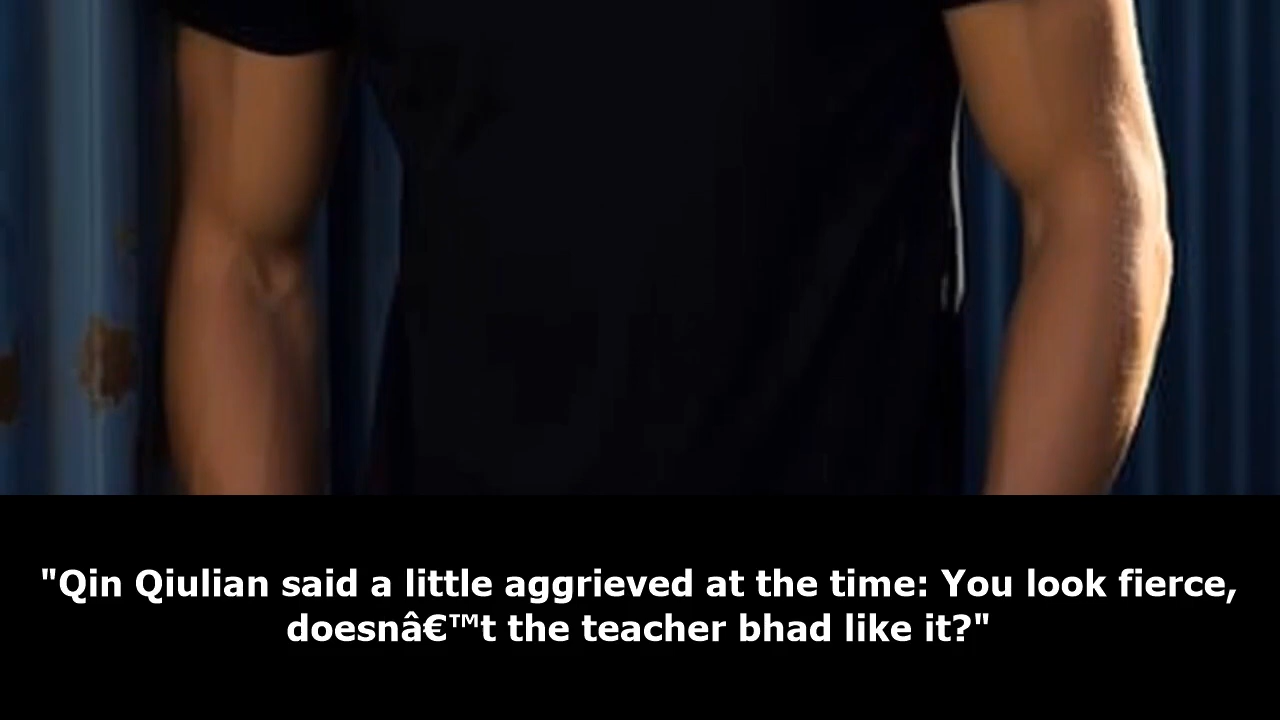 "Qin Qiulian said a little aggrieved at the time: You look fierce,
doesnâ€™t the teacher bhad like it?"